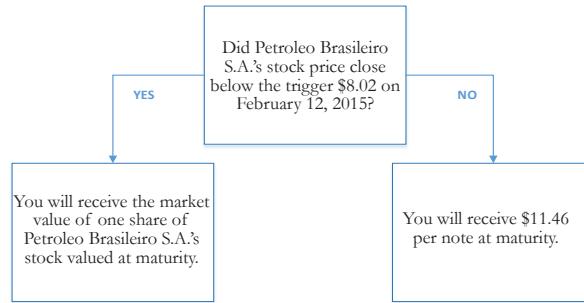 Did Petroleo Brasileiro
S.A.'s stock price close
below the trigger $8.02 on
February 12, 2015?
YES
NO
You will receive the market
value of one share of
Petroleo Brasileiro S.A.'s
stock valued at maturity.
You will receive $11.46
per note at maturity.